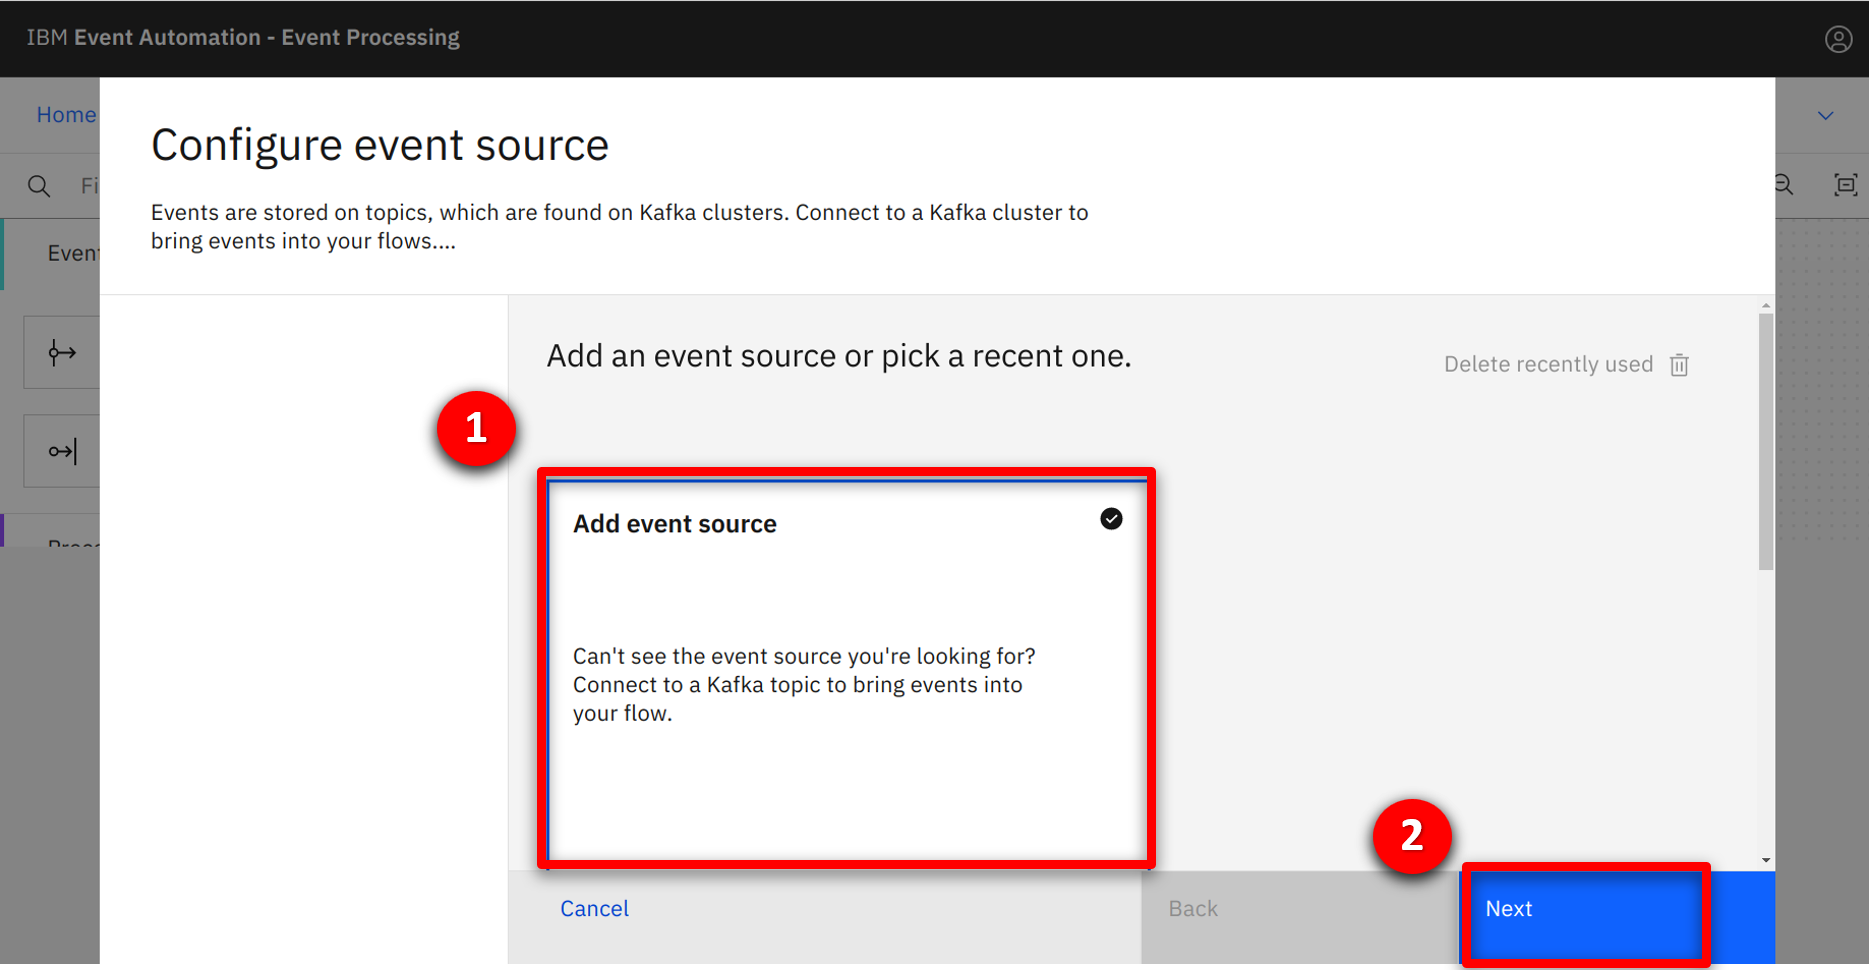 IBM Event Automation - Event Processing
Home
Configure event source
Events are stored on topics, which are found on Kafka clusters. Connect to a Kafka cluster to
bring events into your flows....
Fi
Event
Add an event source or pick a recent one.
Delete recently used
1
Add event source
Can't see the event source you're looking for?
Connect to a Kafka topic to bring events into
your flow.
2
Cancel
Back
Next